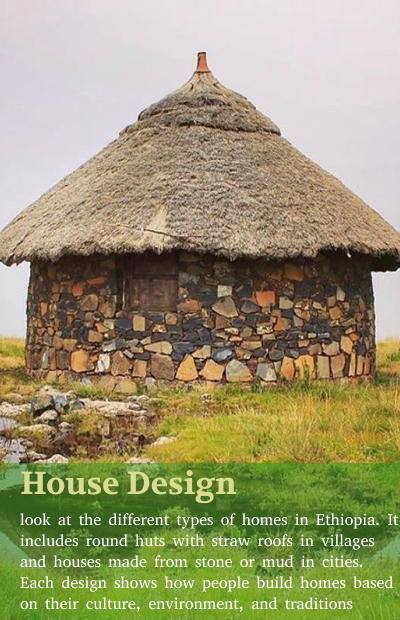 House Design
look at the different types of homes in Ethiopia. It
includes round huts with straw roofs in villages
and houses made from stone or mud in cities.
Each design shows how people build homes based
on their culture, environment, and traditions